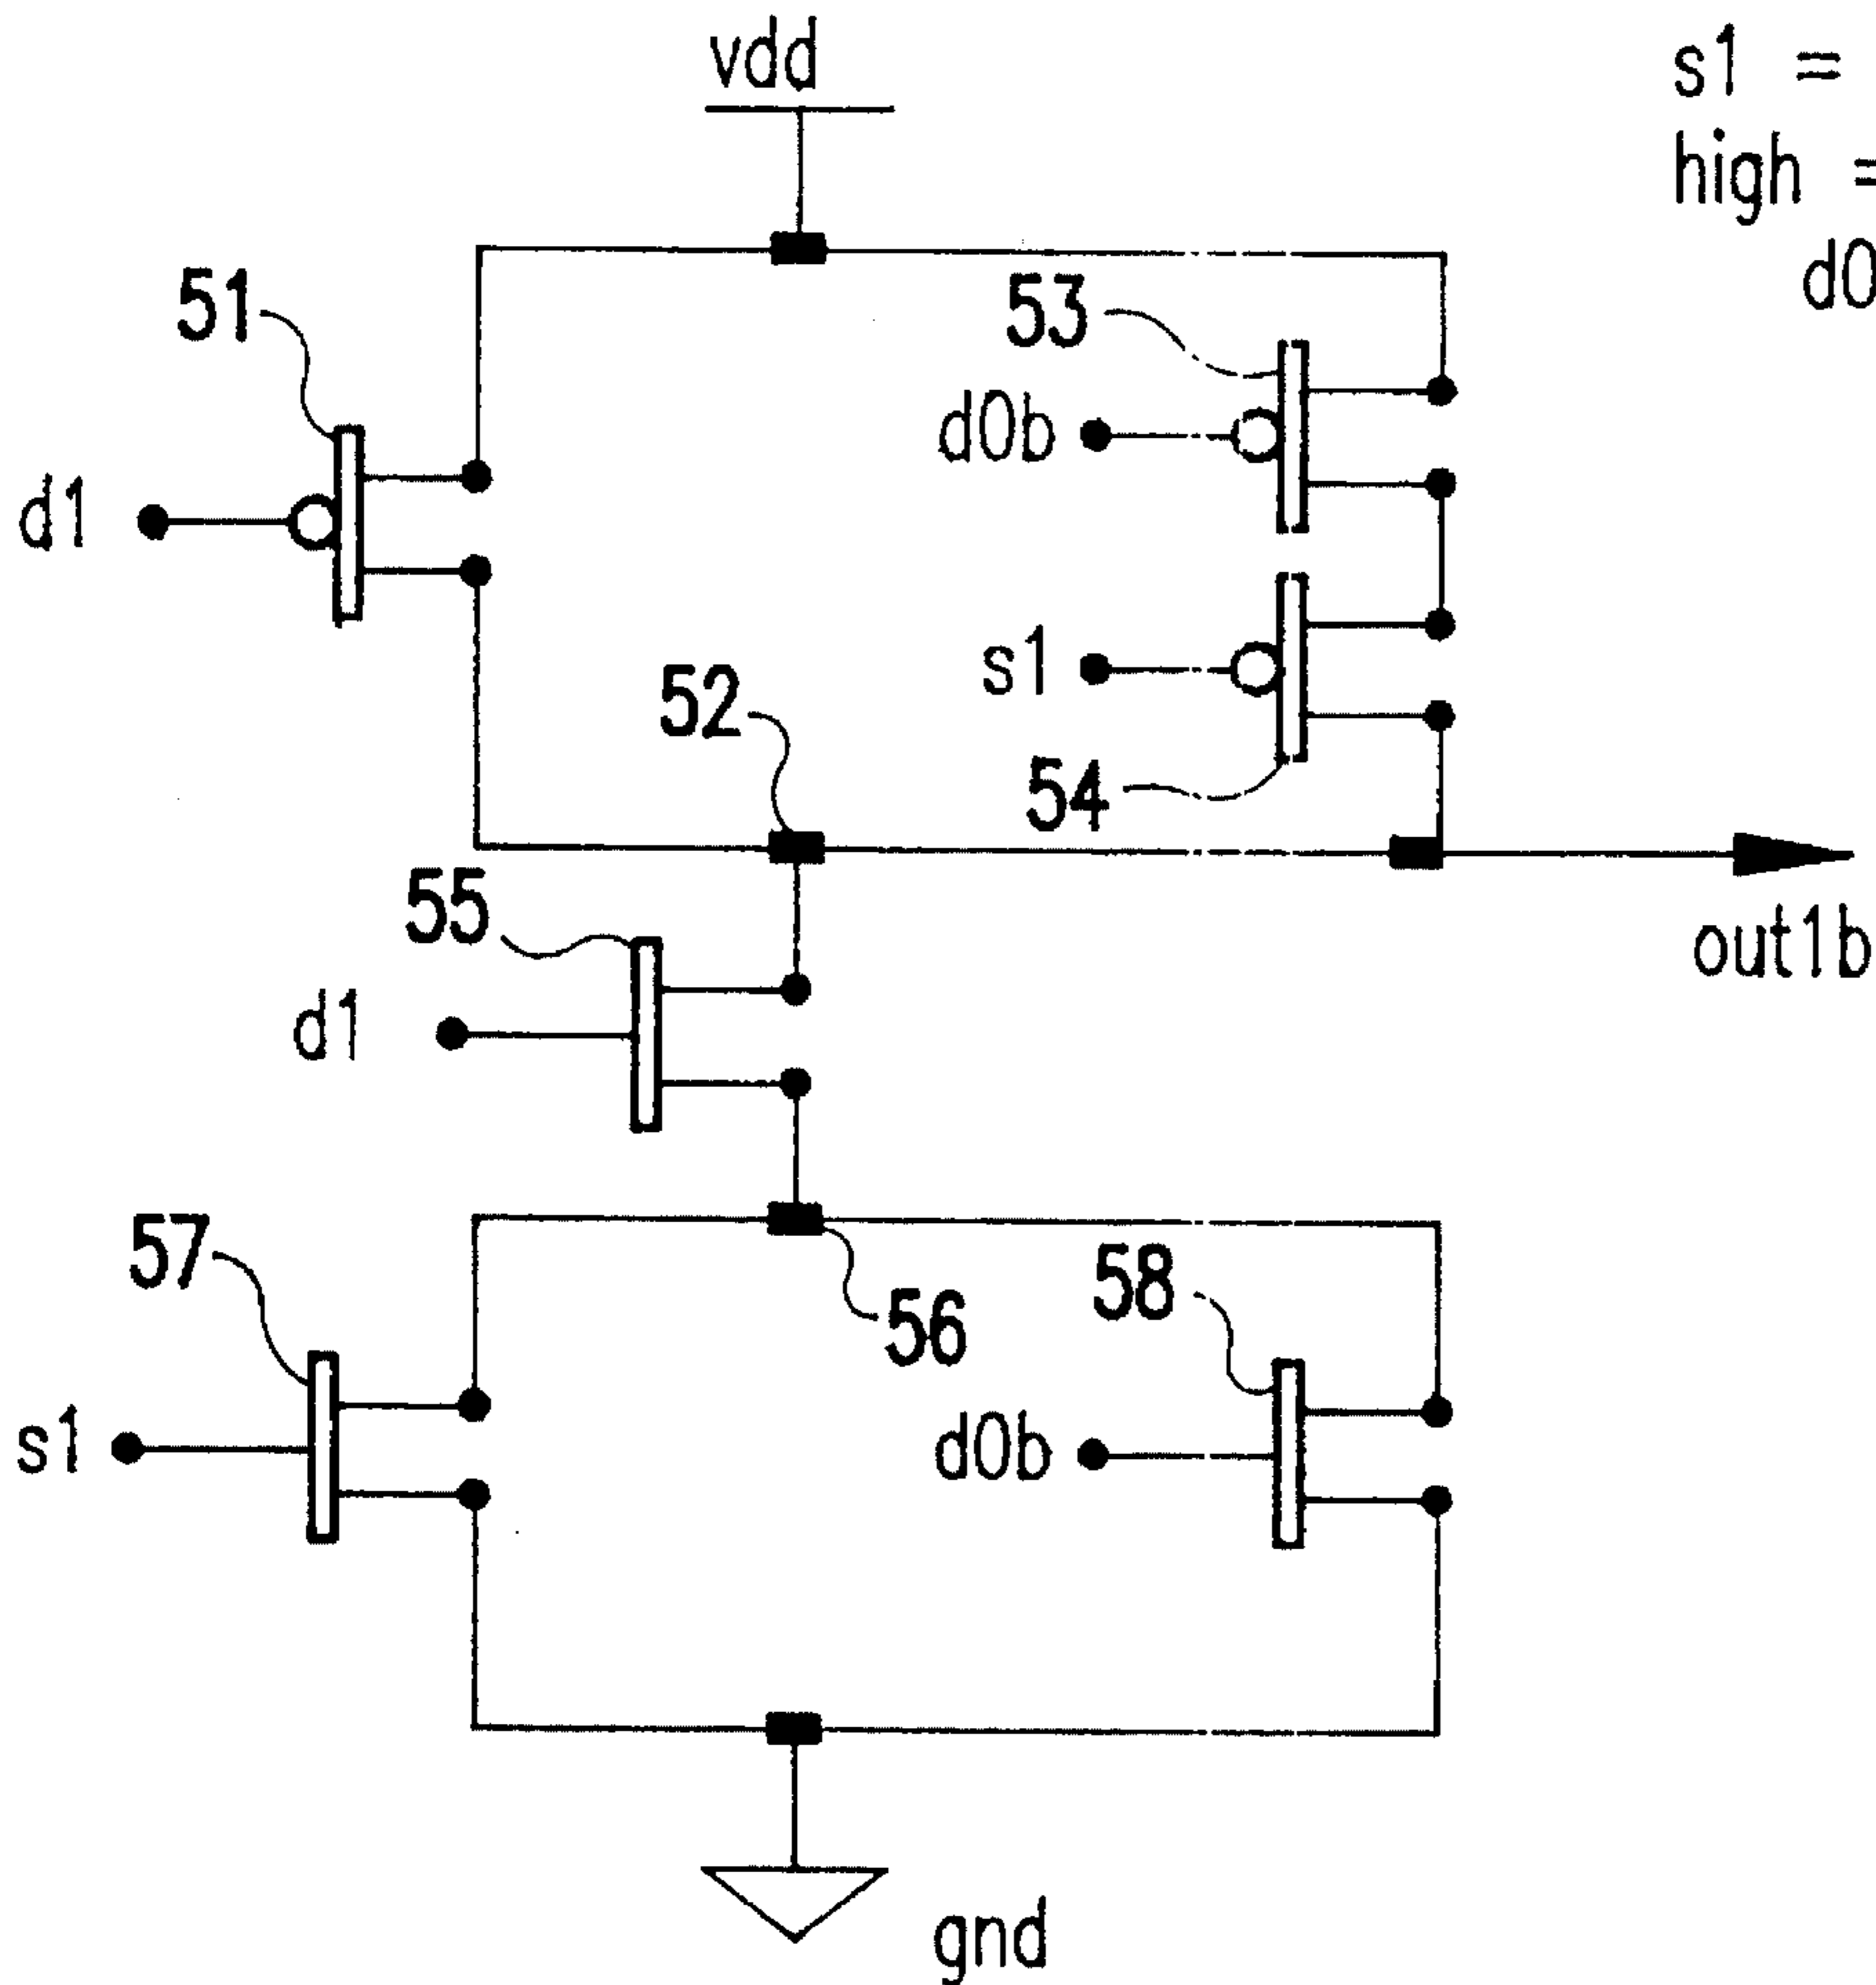 vdd
s1 =
high =
d0
51
53
d0b
d1
s1
52
54
55
out1b
d1
57
56
58
s1
d0b
gnd